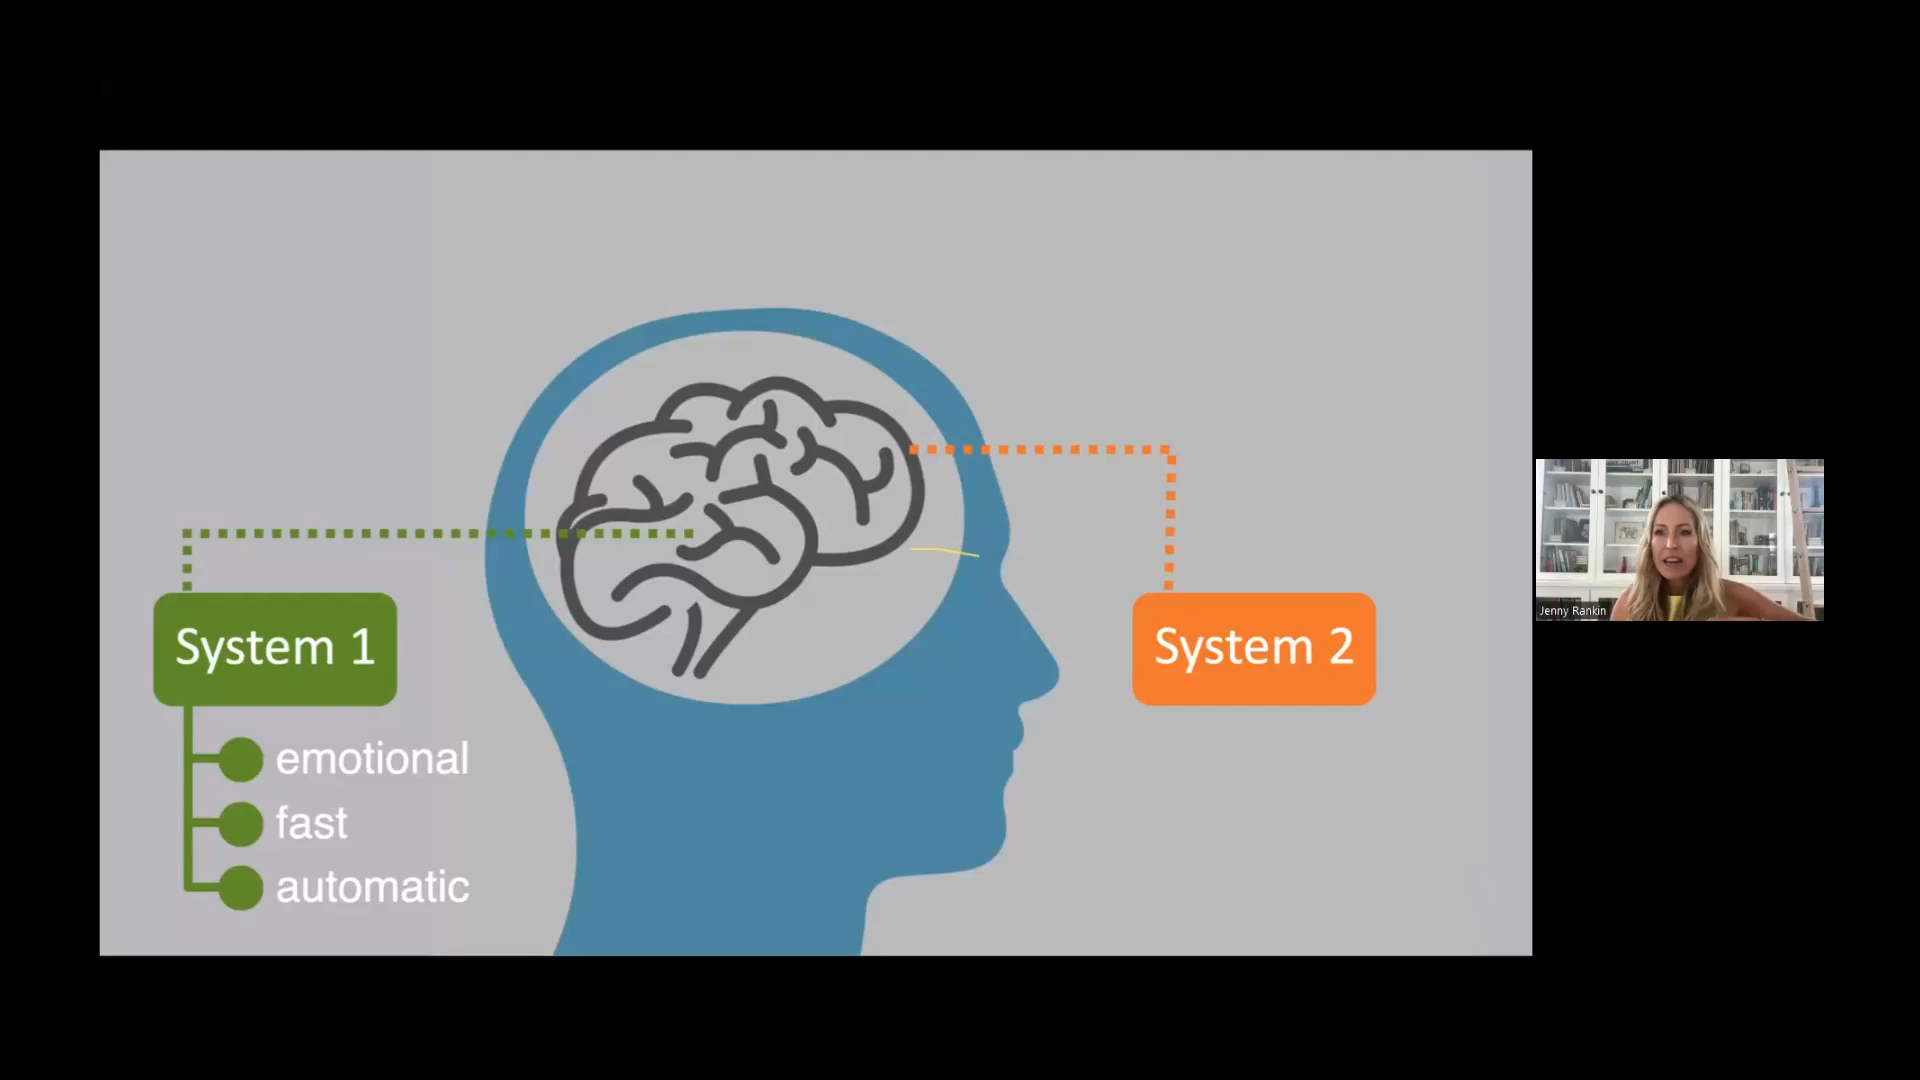 System 1
emotional
fast
automatic
System 2
Jenny Rankin